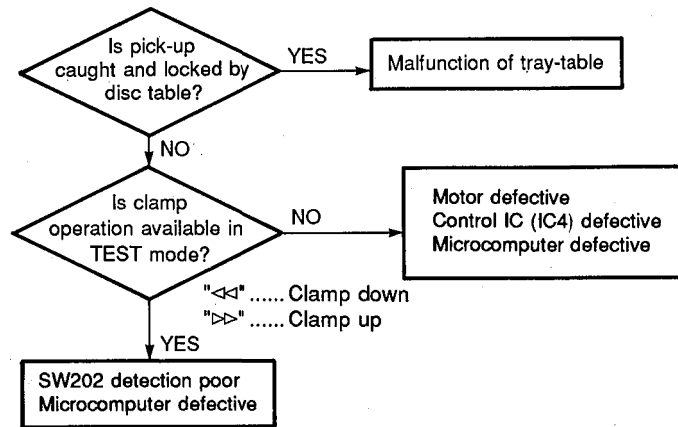 Is pick-up
caught and locked by
disc table?
YES
Malfunction of tray-table
NO
Is clamp
operation available in
TEST mode?
NO
Motor defective
Control IC (IC4) defective
Microcomputer defective
"◁◁" ...... Clamp down
"▷▷" ...... Clamp up
YES
SW202 detection poor
Microcomputer defective